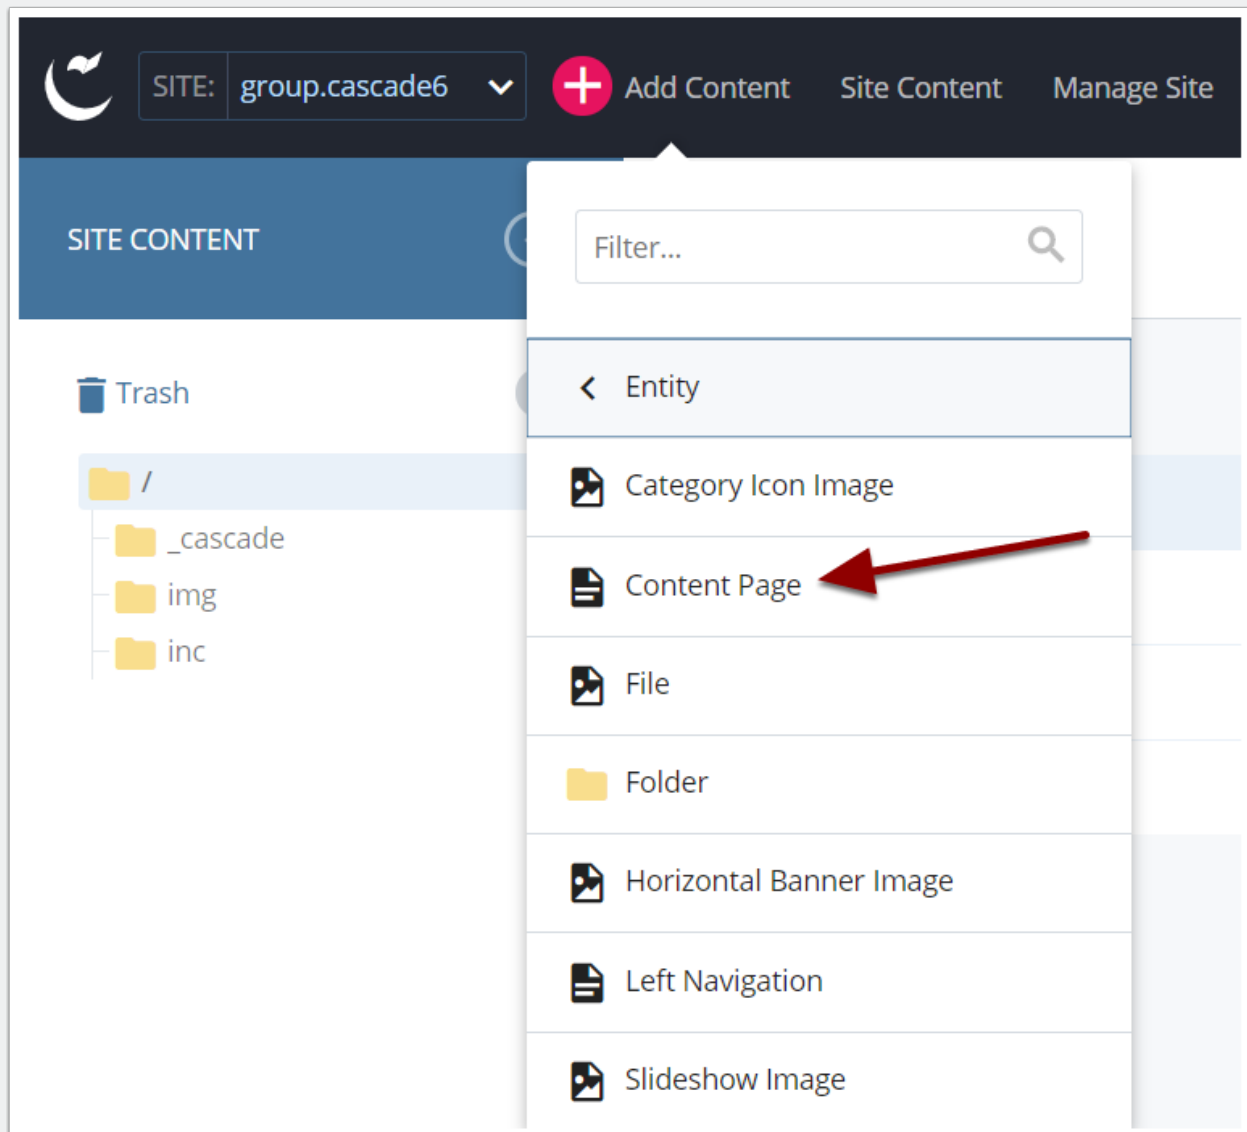 SITE: group.cascade6 Add Content Site Content Manage Site
SITE CONTENT
Filter...
Trash
/
_cascade
img
inc
Entity
Category Icon Image
Content Page
File
Folder
Horizontal Banner Image
Left Navigation
Slideshow Image